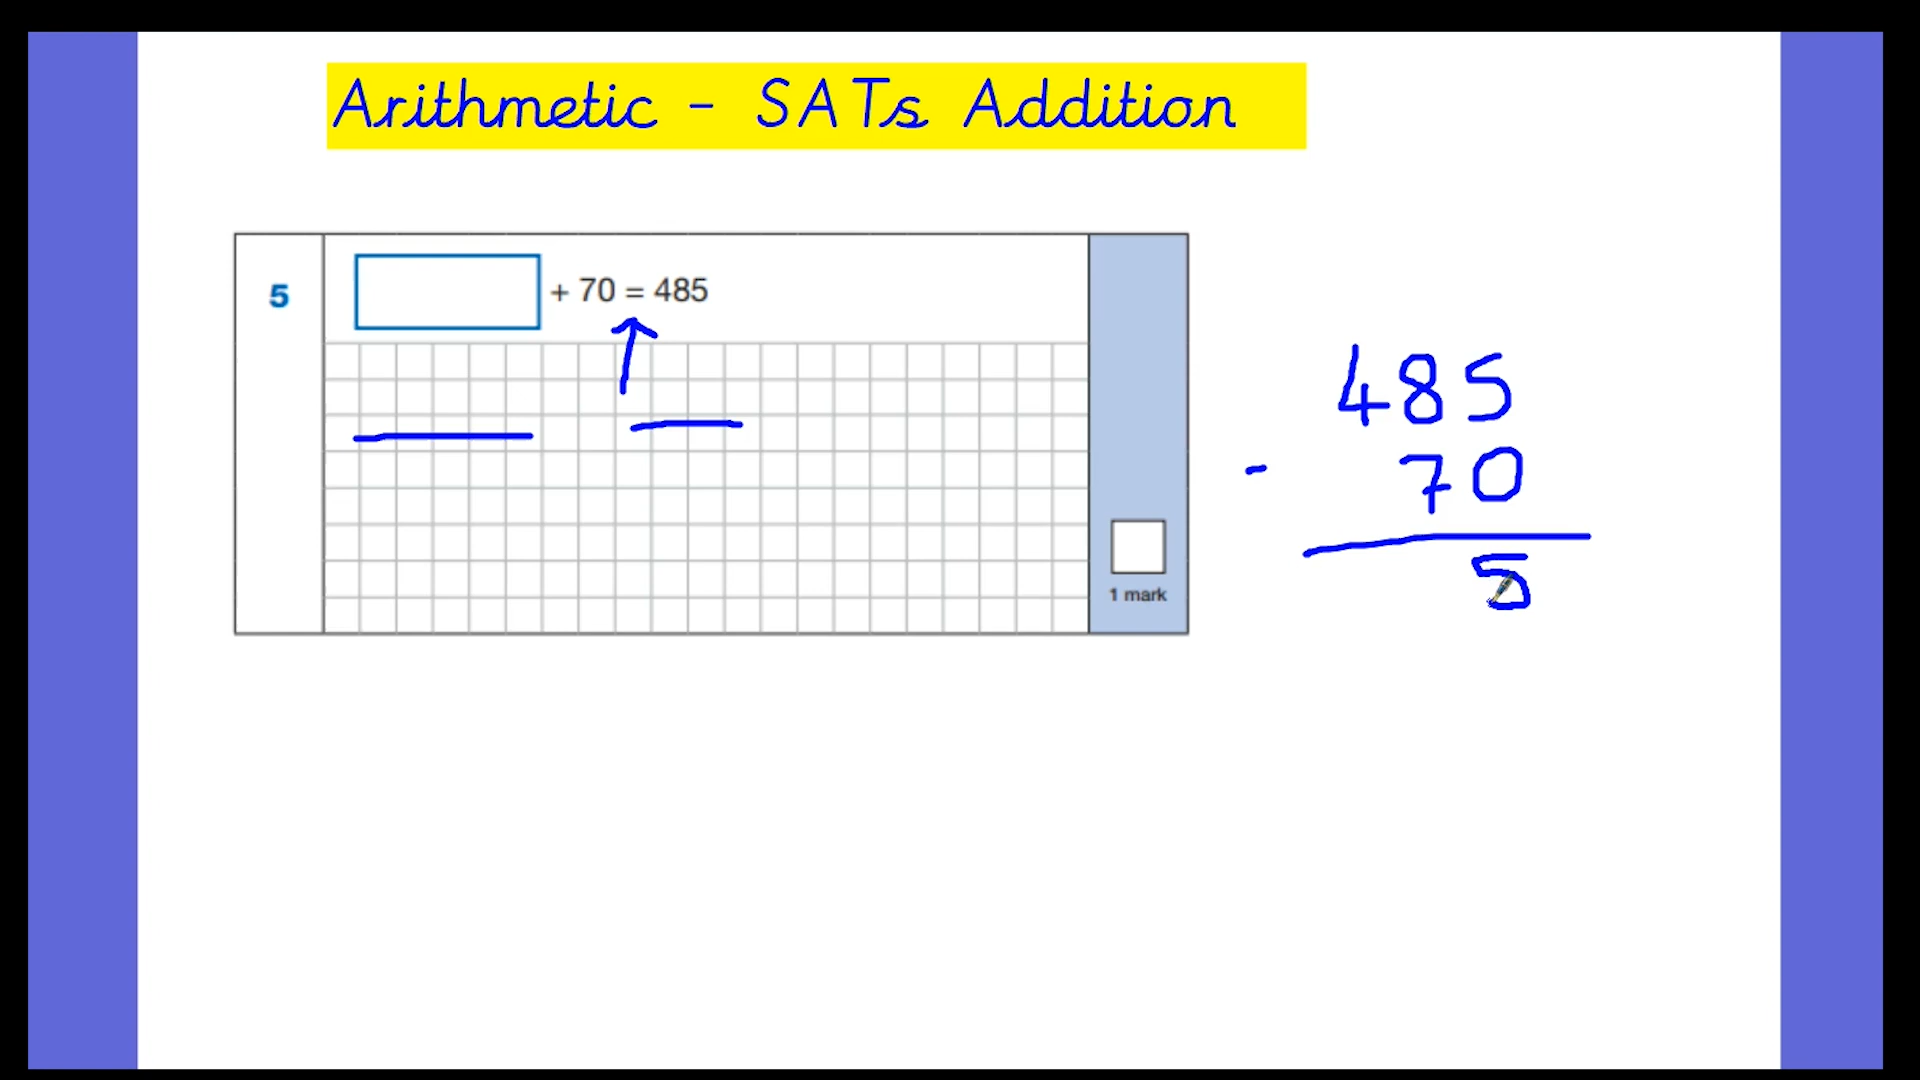 Arithmetic - SATs Addition
5
+ 70 = 485
485
- 70
5
1 mark